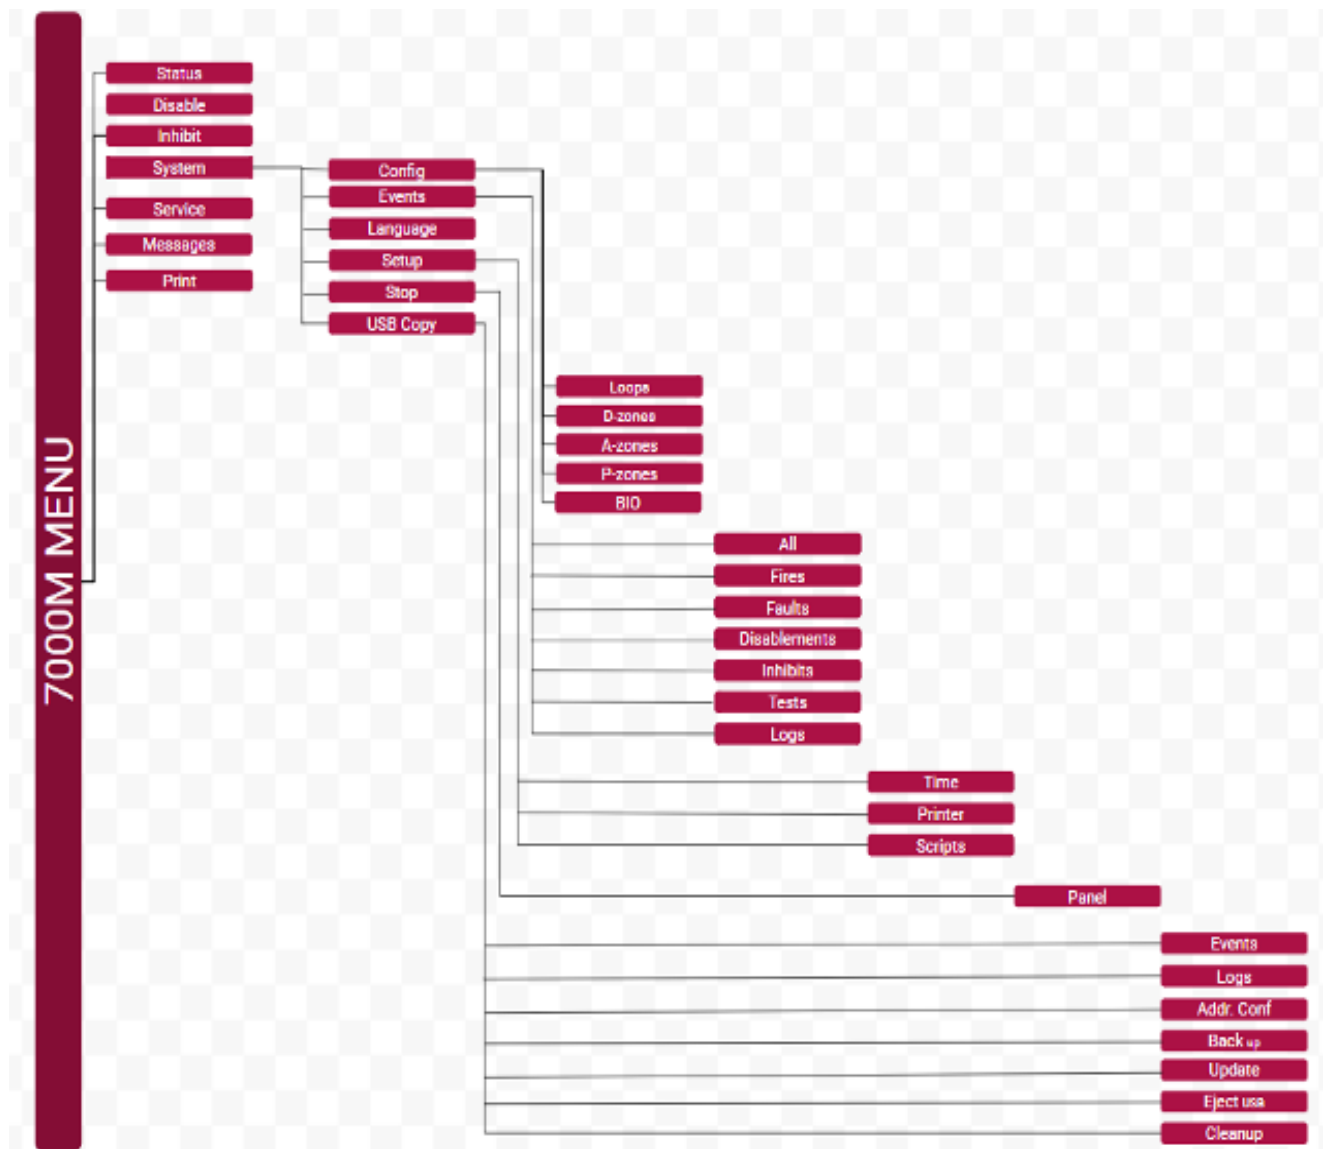 7000M MENU
Status
Disable
Inhibit
System
Service
Messages
Print
Config
Events
Language
Setup
Stop
USB Copy
Loops
D-zones
A-zones
P-zones
BIO
All
Fires
Faults
Disablements
Inhibits
Tests
Logs
Time
Printer
Scripts
Panel
Events
Logs
Addr. Conf
Back up
Update
Eject usa
Cleanup